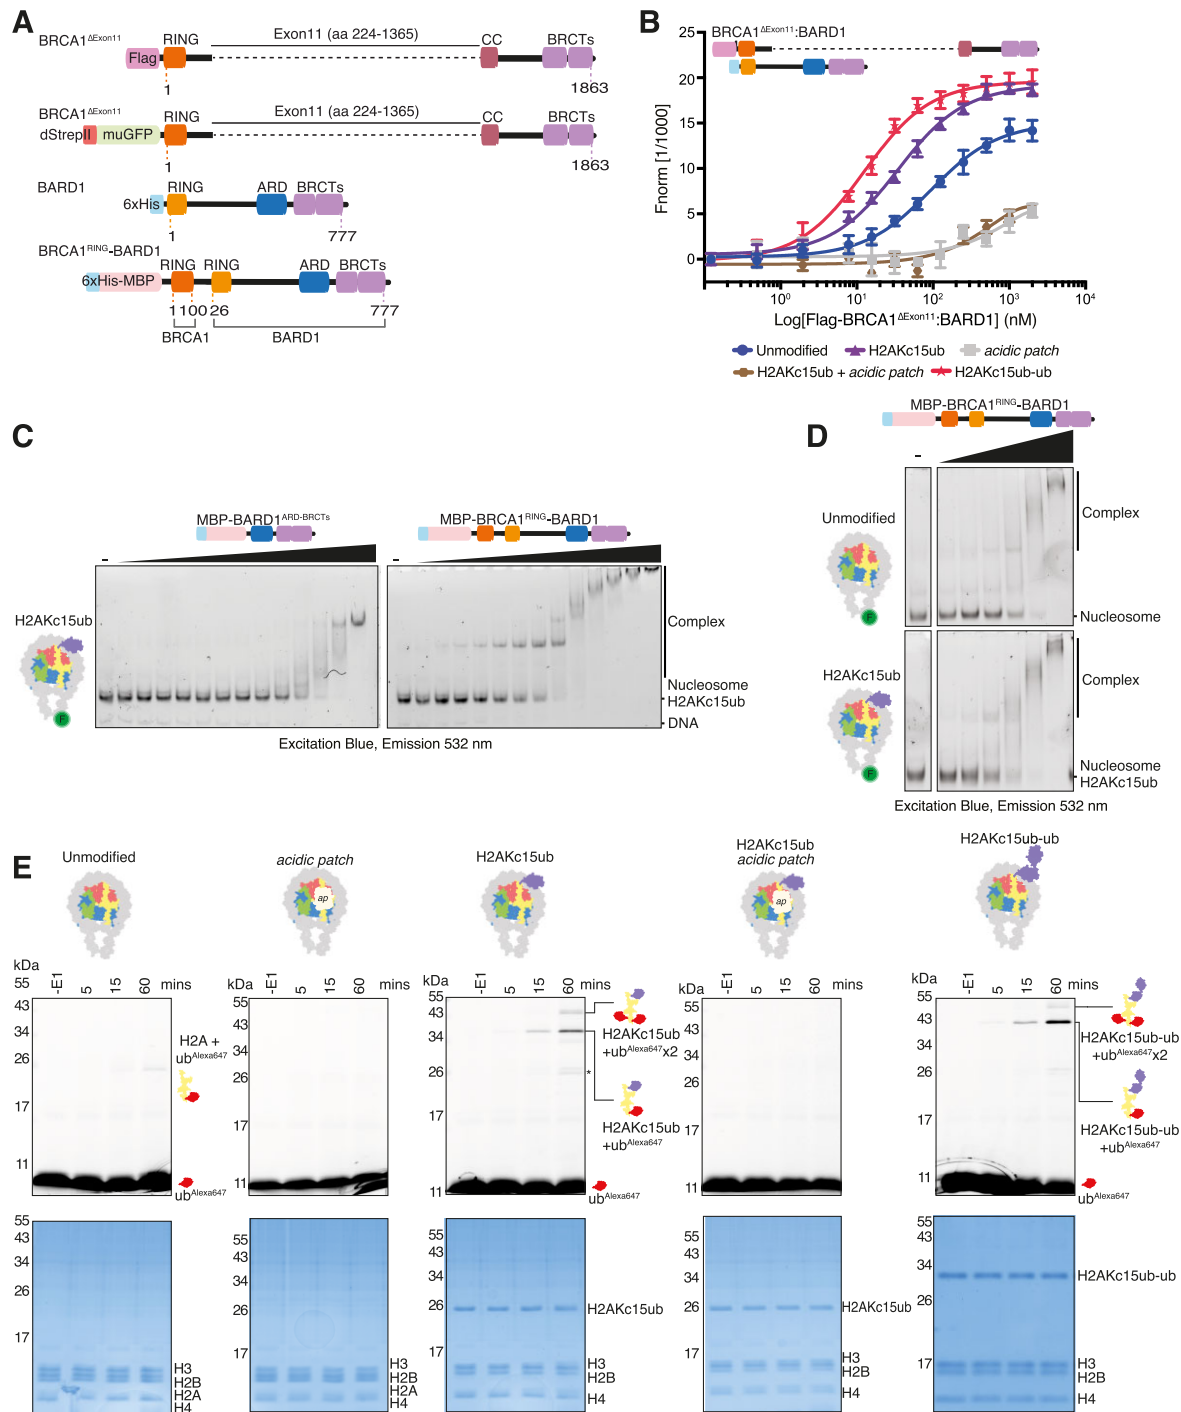 A
BRCA1ΔExon11
RING
Exon11 (aa 224-1365)
CC
BRCTs
Flag
1
1863
BRCA1ΔExon11
RING
Exon11 (aa 224-1365)
CC
BRCTs
dStrepII muGFP
1
1863
BARD1
RING
ARD
BRCTs
6xHis
1
777
BRCA1RING-BARD1
RING RING
ARD
BRCTs
6xHis-MBP
1 100 26
777
BRCA1
BARD1
B
BRCA1ΔExon11:BARD1
25
20
15
10
5
0
Fnorm [1/1000]
10⁰ 10¹ 10² 10³ 10⁴
Log[Flag-BRCA1ΔExon11:BARD1] (nM)
Unmodified H2AKc15ub acidic patch
H2AKc15ub + acidic patch H2AKc15ub-ub
C
MBP-BARD1ARD-BRCTs
MBP-BRCA1RING-BARD1
- -
H2AKc15ub
F
Complex
Nucleosome
H2AKc15ub
DNA
Excitation Blue, Emission 532 nm
D
MBP-BRCA1RING-BARD1
-
Unmodified
F
Complex
Nucleosome
H2AKc15ub
F
Complex
Nucleosome
H2AKc15ub
Excitation Blue, Emission 532 nm
E
Unmodified
acidic patch
ap
H2AKc15ub
H2AKc15ub
acidic patch
ap
H2AKc15ub-ub
kDa -E1 5 15 60 mins
55
43
34
26
17
11
H2A +
ubAlexa647
ubAlexa647
kDa -E1 5 15 60 mins
55
43
34
26
17
11
kDa -E1 5 15 60 mins
55
43
34
26
17
11
H2AKc15ub
+ubAlexa647x2
*
H2AKc15ub
+ubAlexa647
ubAlexa647
kDa -E1 5 15 60 mins
55
43
34
26
17
11
kDa -E1 5 15 60 mins
55
43
34
26
17
11
H2AKc15ub-ub
+ubAlexa647x2
H2AKc15ub-ub
+ubAlexa647
ubAlexa647
55
43
34
26
17
H3
H2B
H2A
H4
55
43
34
26
17
H3
H2B
H2A
H4
55
43
34
26
17
H2AKc15ub
H3
H2B
H4
55
43
34
26
17
H2AKc15ub
H3
H2B
H4
55
43
34
26
17
H2AKc15ub-ub
H3
H2B
H4